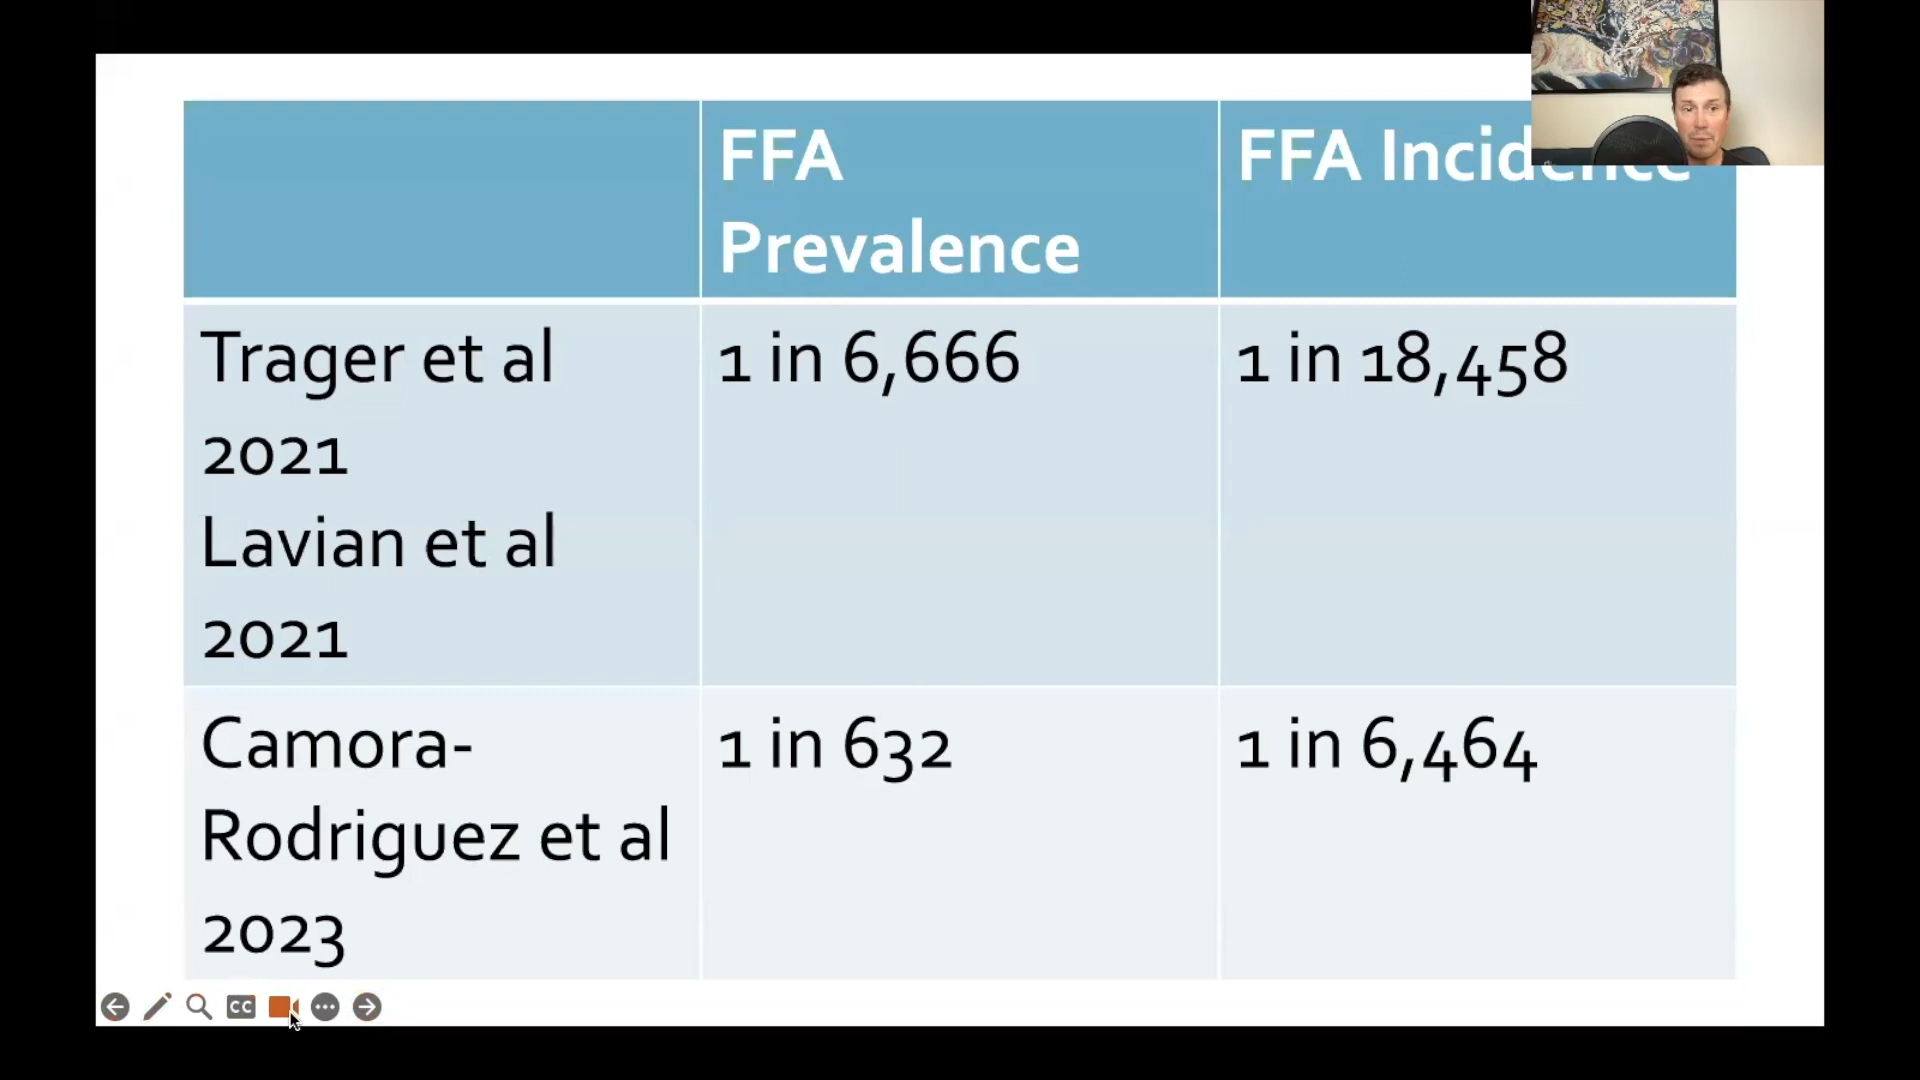 FFA
Prevalence
FFA Incidence
Trager et al
2021
Lavian et al
2021
1 in 6,666
1 in 18,458
Camora-
Rodriguez et al
2023
1 in 632
1 in 6,464
CC